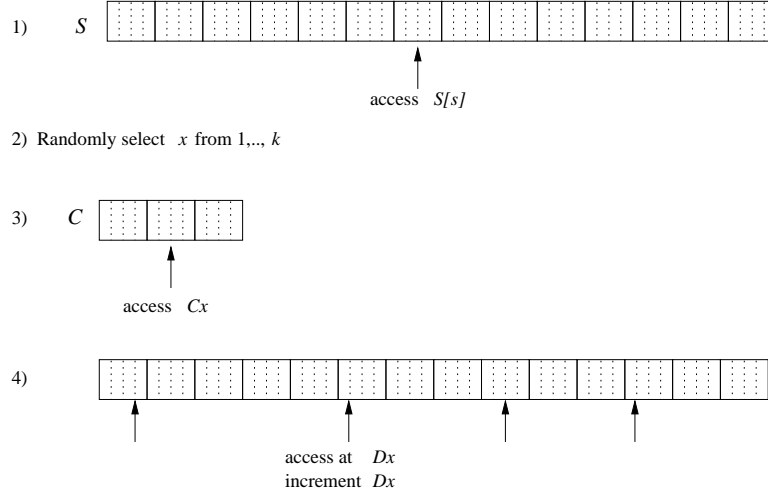 1) S
access S[s]
2) Randomly select x from 1,.., k
3) C
access Cx
4)
access at Dx
increment Dx